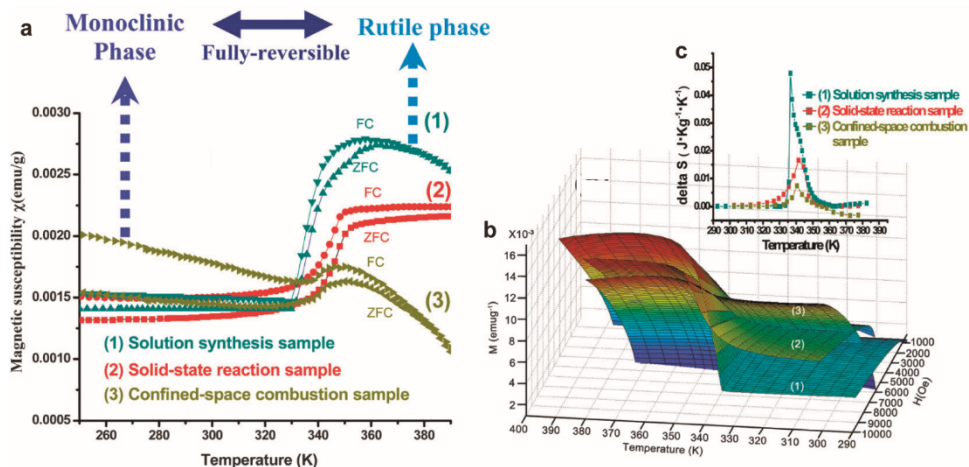 a
Monoclinic
Phase
Fully-reversible
Rutile phase
Magnetic susceptibility χ(emu/g)
0.0030
0.0025
0.0020
0.0015
0.0010
0.0005
FC
ZFC
(1)
FC
ZFC
(2)
FC
ZFC
(3)
(1) Solution synthesis sample
(2) Solid-state reaction sample
(3) Confined-space combustion sample
260 280 300 320 340 360 380
Temperature (K)
c
delta S ( J·Kg⁻¹·K⁻¹)
0.05
0.04
0.03
0.02
0.01
0.00
(1) Solution synthesis sample
(2) Solid-state reaction sample
(3) Confined-space combustion
sample
290 300 310 320 330 340 350 360 370 380 390
Temperature (K)
b
X10⁻³
M (emug⁻¹)
16
14
12
10
8
6
4
2
(3)
(2)
(1)
400 390 380 370 360 350 340 330 320 310 300 290
Temperature (K)
1000
2000
3000
4000
5000
6000
7000
8000
9000
10000
H(Oe)